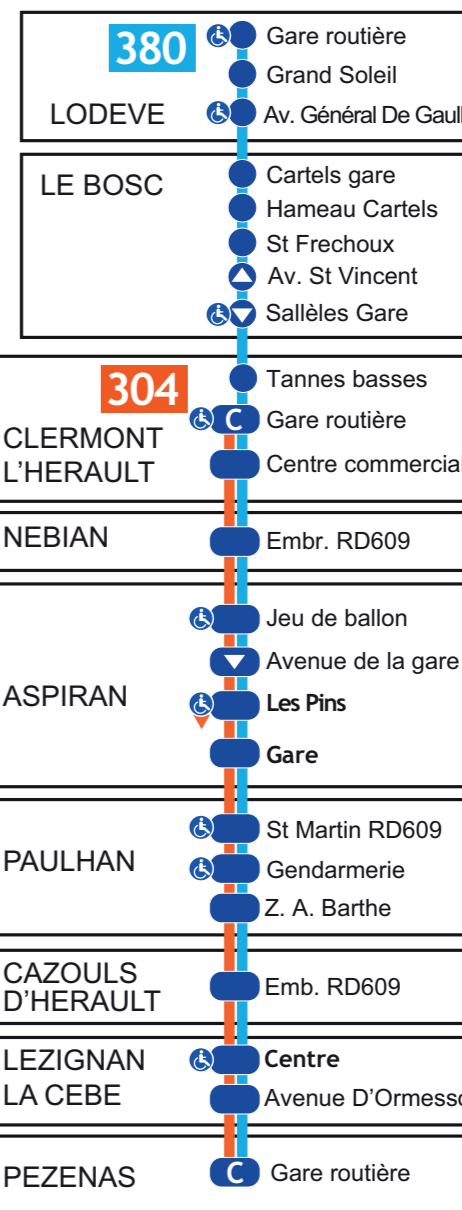 380
Gare routière
Grand Soleil
LODEVE
Av. Général De Gaull
LE BOSC
Cartels gare
Hameau Cartels
St Frechoux
Av. St Vincent
Sallèles Gare
304
Tannes basses
CLERMONT
L'HERAULT
C
Gare routière
Centre commercial
NEBIAN
Embr. RD609
Jeu de ballon
Avenue de la gare
ASPIRAN
Les Pins
Gare
St Martin RD609
PAULHAN
Gendarmerie
Z. A. Barthe
CAZOULS
D'HERAULT
Emb. RD609
LEZIGNAN
LA CEBE
Centre
Avenue D'Ormesso
PEZENAS
C
Gare routière